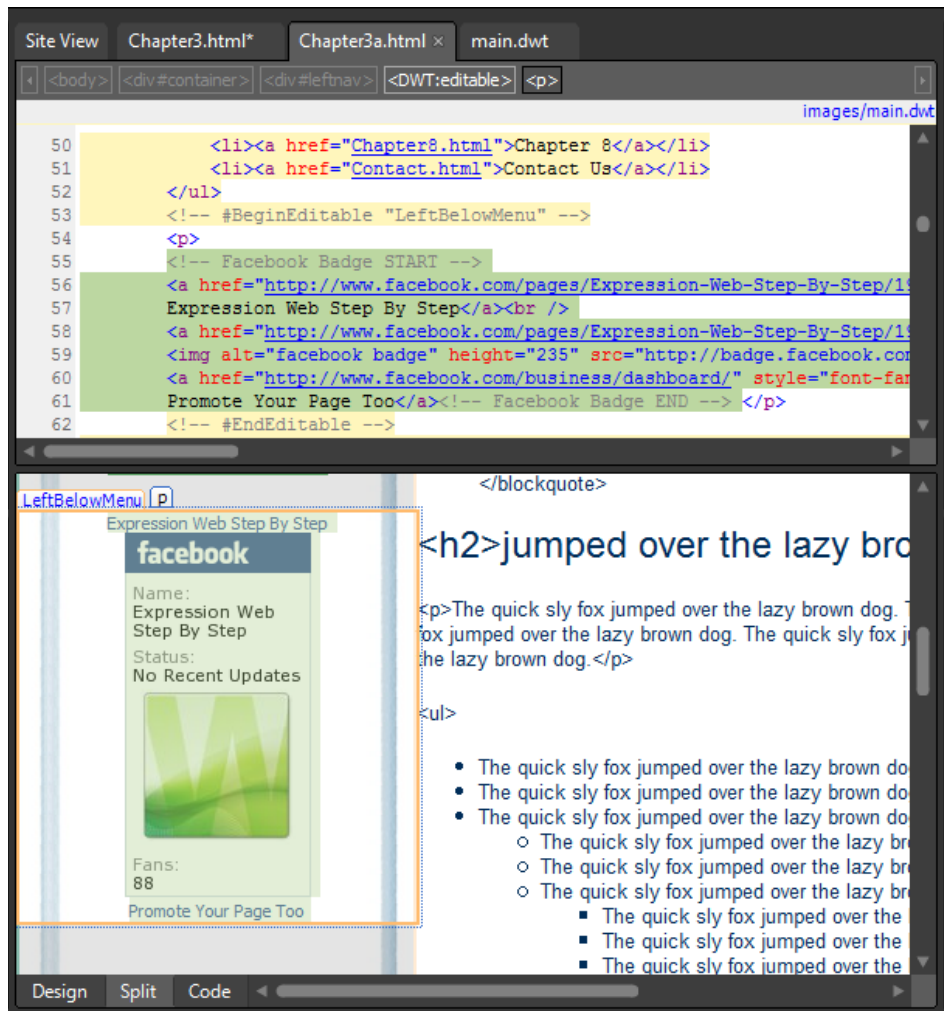 Site View Chapter3.html* Chapter3a.html × main.dwt
<body> <div#container> <div#leftnav> <DWT:editable> <p>
images/main.dwt
50 <li><a href="Chapter8.html">Chapter 8</a></li>
51 <li><a href="Contact.html">Contact Us</a></li>
52 </ul>
53 <!-- #BeginEditable "LeftBelowMenu" -->
54 <p>
55 <!-- Facebook Badge START -->
56 <a href="http://www.facebook.com/pages/Expression-Web-Step-By-Step/19
57 Expression Web Step By Step</a><br />
58 <a href="http://www.facebook.com/pages/Expression-Web-Step-By-Step/19
59 <img alt="facebook badge" height="235" src="http://badge.facebook.com
60 <a href="http://www.facebook.com/business/dashboard/" style="font-fam
61 Promote Your Page Too</a><!-- Facebook Badge END --> </p>
62 <!-- #EndEditable -->
LeftBelowMenu p
Expression Web Step By Step
facebook
Name:
Expression Web
Step By Step
Status:
No Recent Updates
Fans:
88
Promote Your Page Too
</blockquote>
<h2>jumped over the lazy bro
<p>The quick sly fox jumped over the lazy brown dog. T
fox jumped over the lazy brown dog. The quick sly fox ju
the lazy brown dog.</p>
<ul>
The quick sly fox jumped over the lazy brown dog
The quick sly fox jumped over the lazy brown dog
The quick sly fox jumped over the lazy brown dog
The quick sly fox jumped over the lazy bro
The quick sly fox jumped over the lazy bro
The quick sly fox jumped over the lazy bro
The quick sly fox jumped over the
The quick sly fox jumped over the
The quick sly fox jumped over the
Design Split Code